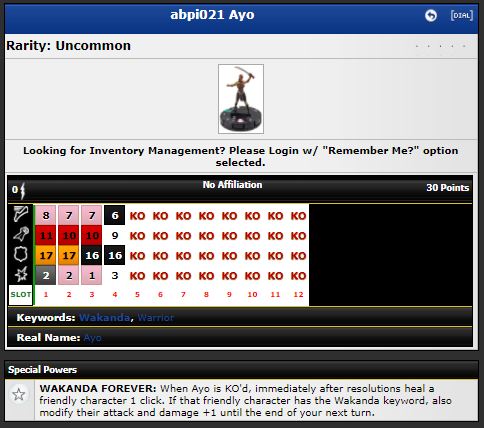 abpi021 Ayo
[DIAL]
Rarity: Uncommon
Looking for Inventory Management? Please Login w/ "Remember Me?" option
selected.
0 No Affiliation 30 Points
8 7 7 6 KO KO KO KO KO KO KO KO
11 10 10 9 KO KO KO KO KO KO KO KO
17 17 16 16 KO KO KO KO KO KO KO KO
2 2 1 3 KO KO KO KO KO KO KO KO
SLOT 1 2 3 4 5 6 7 8 9 10 11 12
Keywords: Wakanda, Warrior
Real Name: Ayo
Special Powers
WAKANDA FOREVER: When Ayo is KO'd, immediately after resolutions heal a
friendly character 1 click. If that friendly character has the Wakanda keyword, also
modify their attack and damage +1 until the end of your next turn.